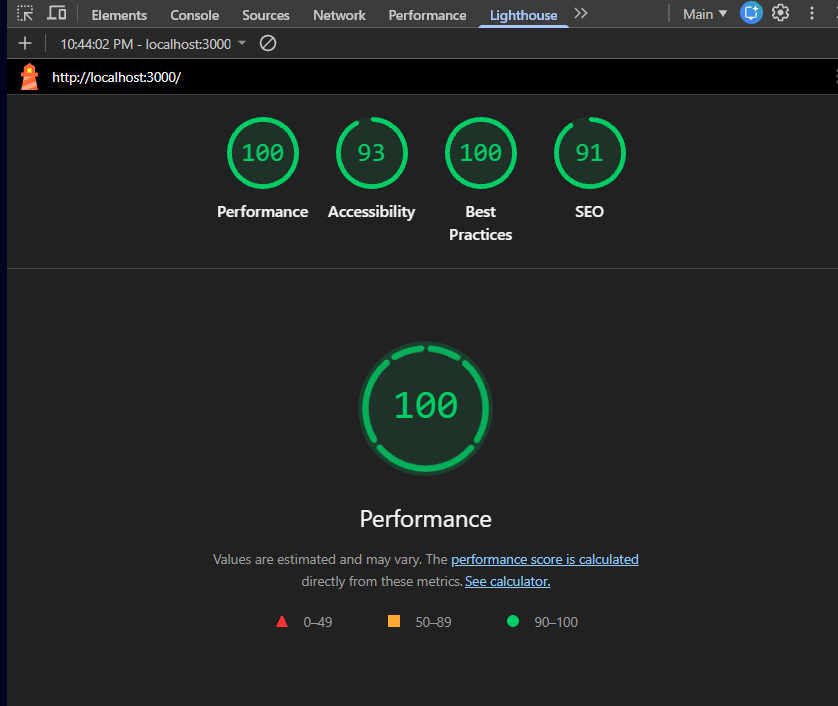 Elements Console Sources Network Performance Lighthouse Main
10:44:02 PM - localhost:3000
http://localhost:3000/
100 93 100 91
Performance Accessibility Best Practices SEO
100
Performance
Values are estimated and may vary. The performance score is calculated
directly from these metrics. See calculator.
0–49 50–89 90–100